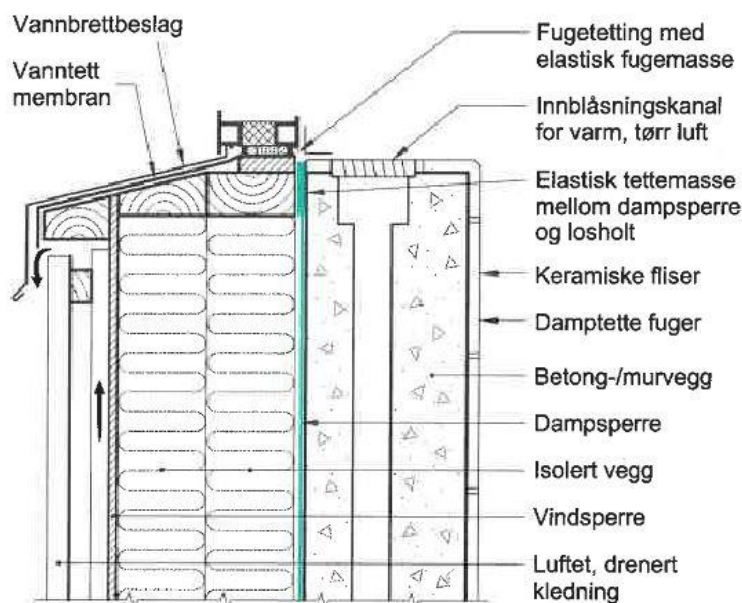 Vannbrettbeslag
Vanntett
membran
Fugetetting med
elastisk fugemasse
Innblåsningskanal
for varm, tørr luft
Elastisk tettemasse
mellom dampsperre
og losholt
Keramiske fliser
Damptette fuger
Betong-/murvegg
Dampsperre
Isolert vegg
Vindsperre
Luftet, drenert
kledning